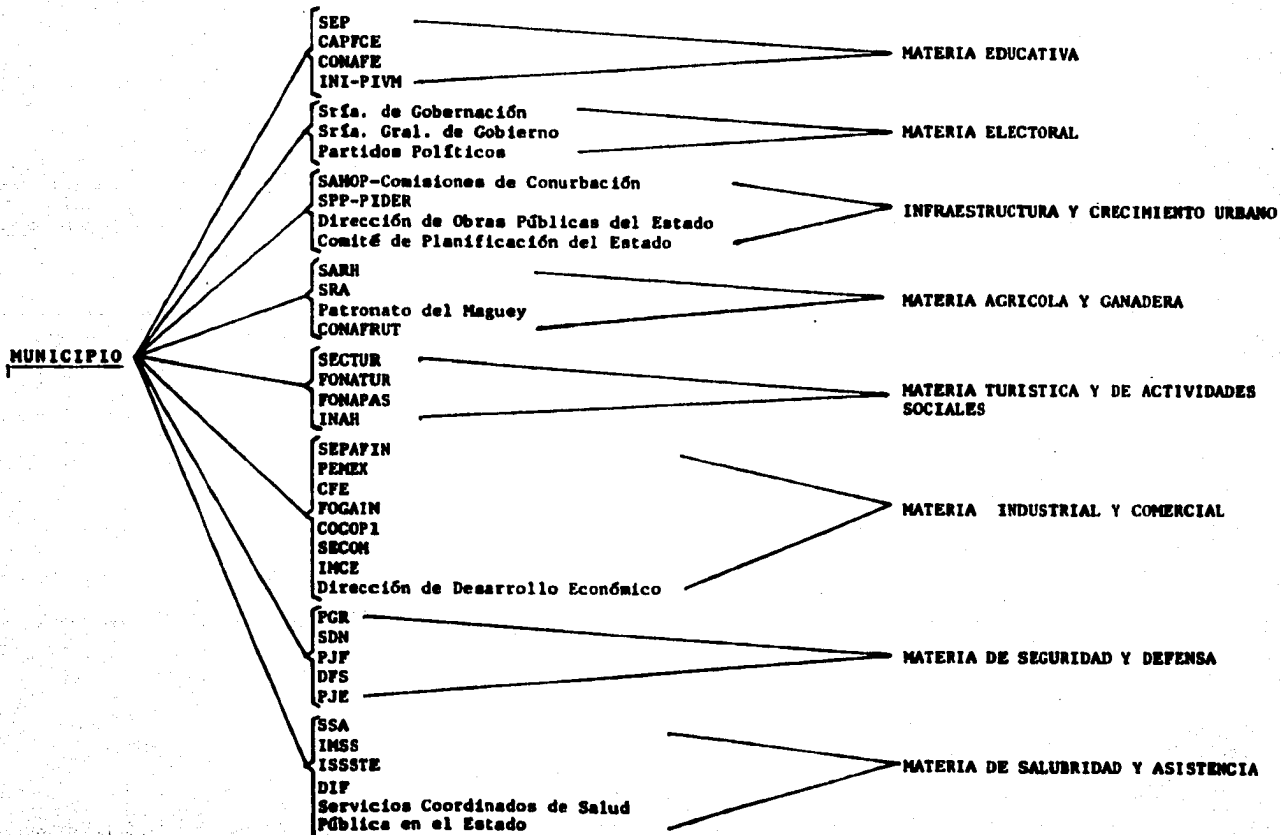 SEP
CAPFCE
CONAFE
INI-PIVM
MATERIA EDUCATIVA
Sría. de Gobernación
Sría. Gral. de Gobierno
Partidos Políticos
MATERIA ELECTORAL
SAHOP-Comisiones de Conurbación
SPP-PIDER
Dirección de Obras Públicas del Estado
Comité de Planificación del Estado
INFRAESTRUCTURA Y CRECIMIENTO URBANO
SARH
SRA
Patronato del Maguey
CONAFRUT
MATERIA AGRICOLA Y GANADERA
MUNICIPIO
SECTUR
FONATUR
FONAPAS
INAH
MATERIA TURISTICA Y DE ACTIVIDADES
SOCIALES
SEPAFIN
PEMEX
CFE
FOGAIN
COCOPI
SECOM
IMCE
Dirección de Desarrollo Económico
MATERIA INDUSTRIAL Y COMERCIAL
PGR
SDN
PJF
DFS
PJE
MATERIA DE SEGURIDAD Y DEFENSA
SSA
IMSS
ISSSTE
DIF
Servicios Coordinados de Salud
Pública en el Estado
MATERIA DE SALUBRIDAD Y ASISTENCIA